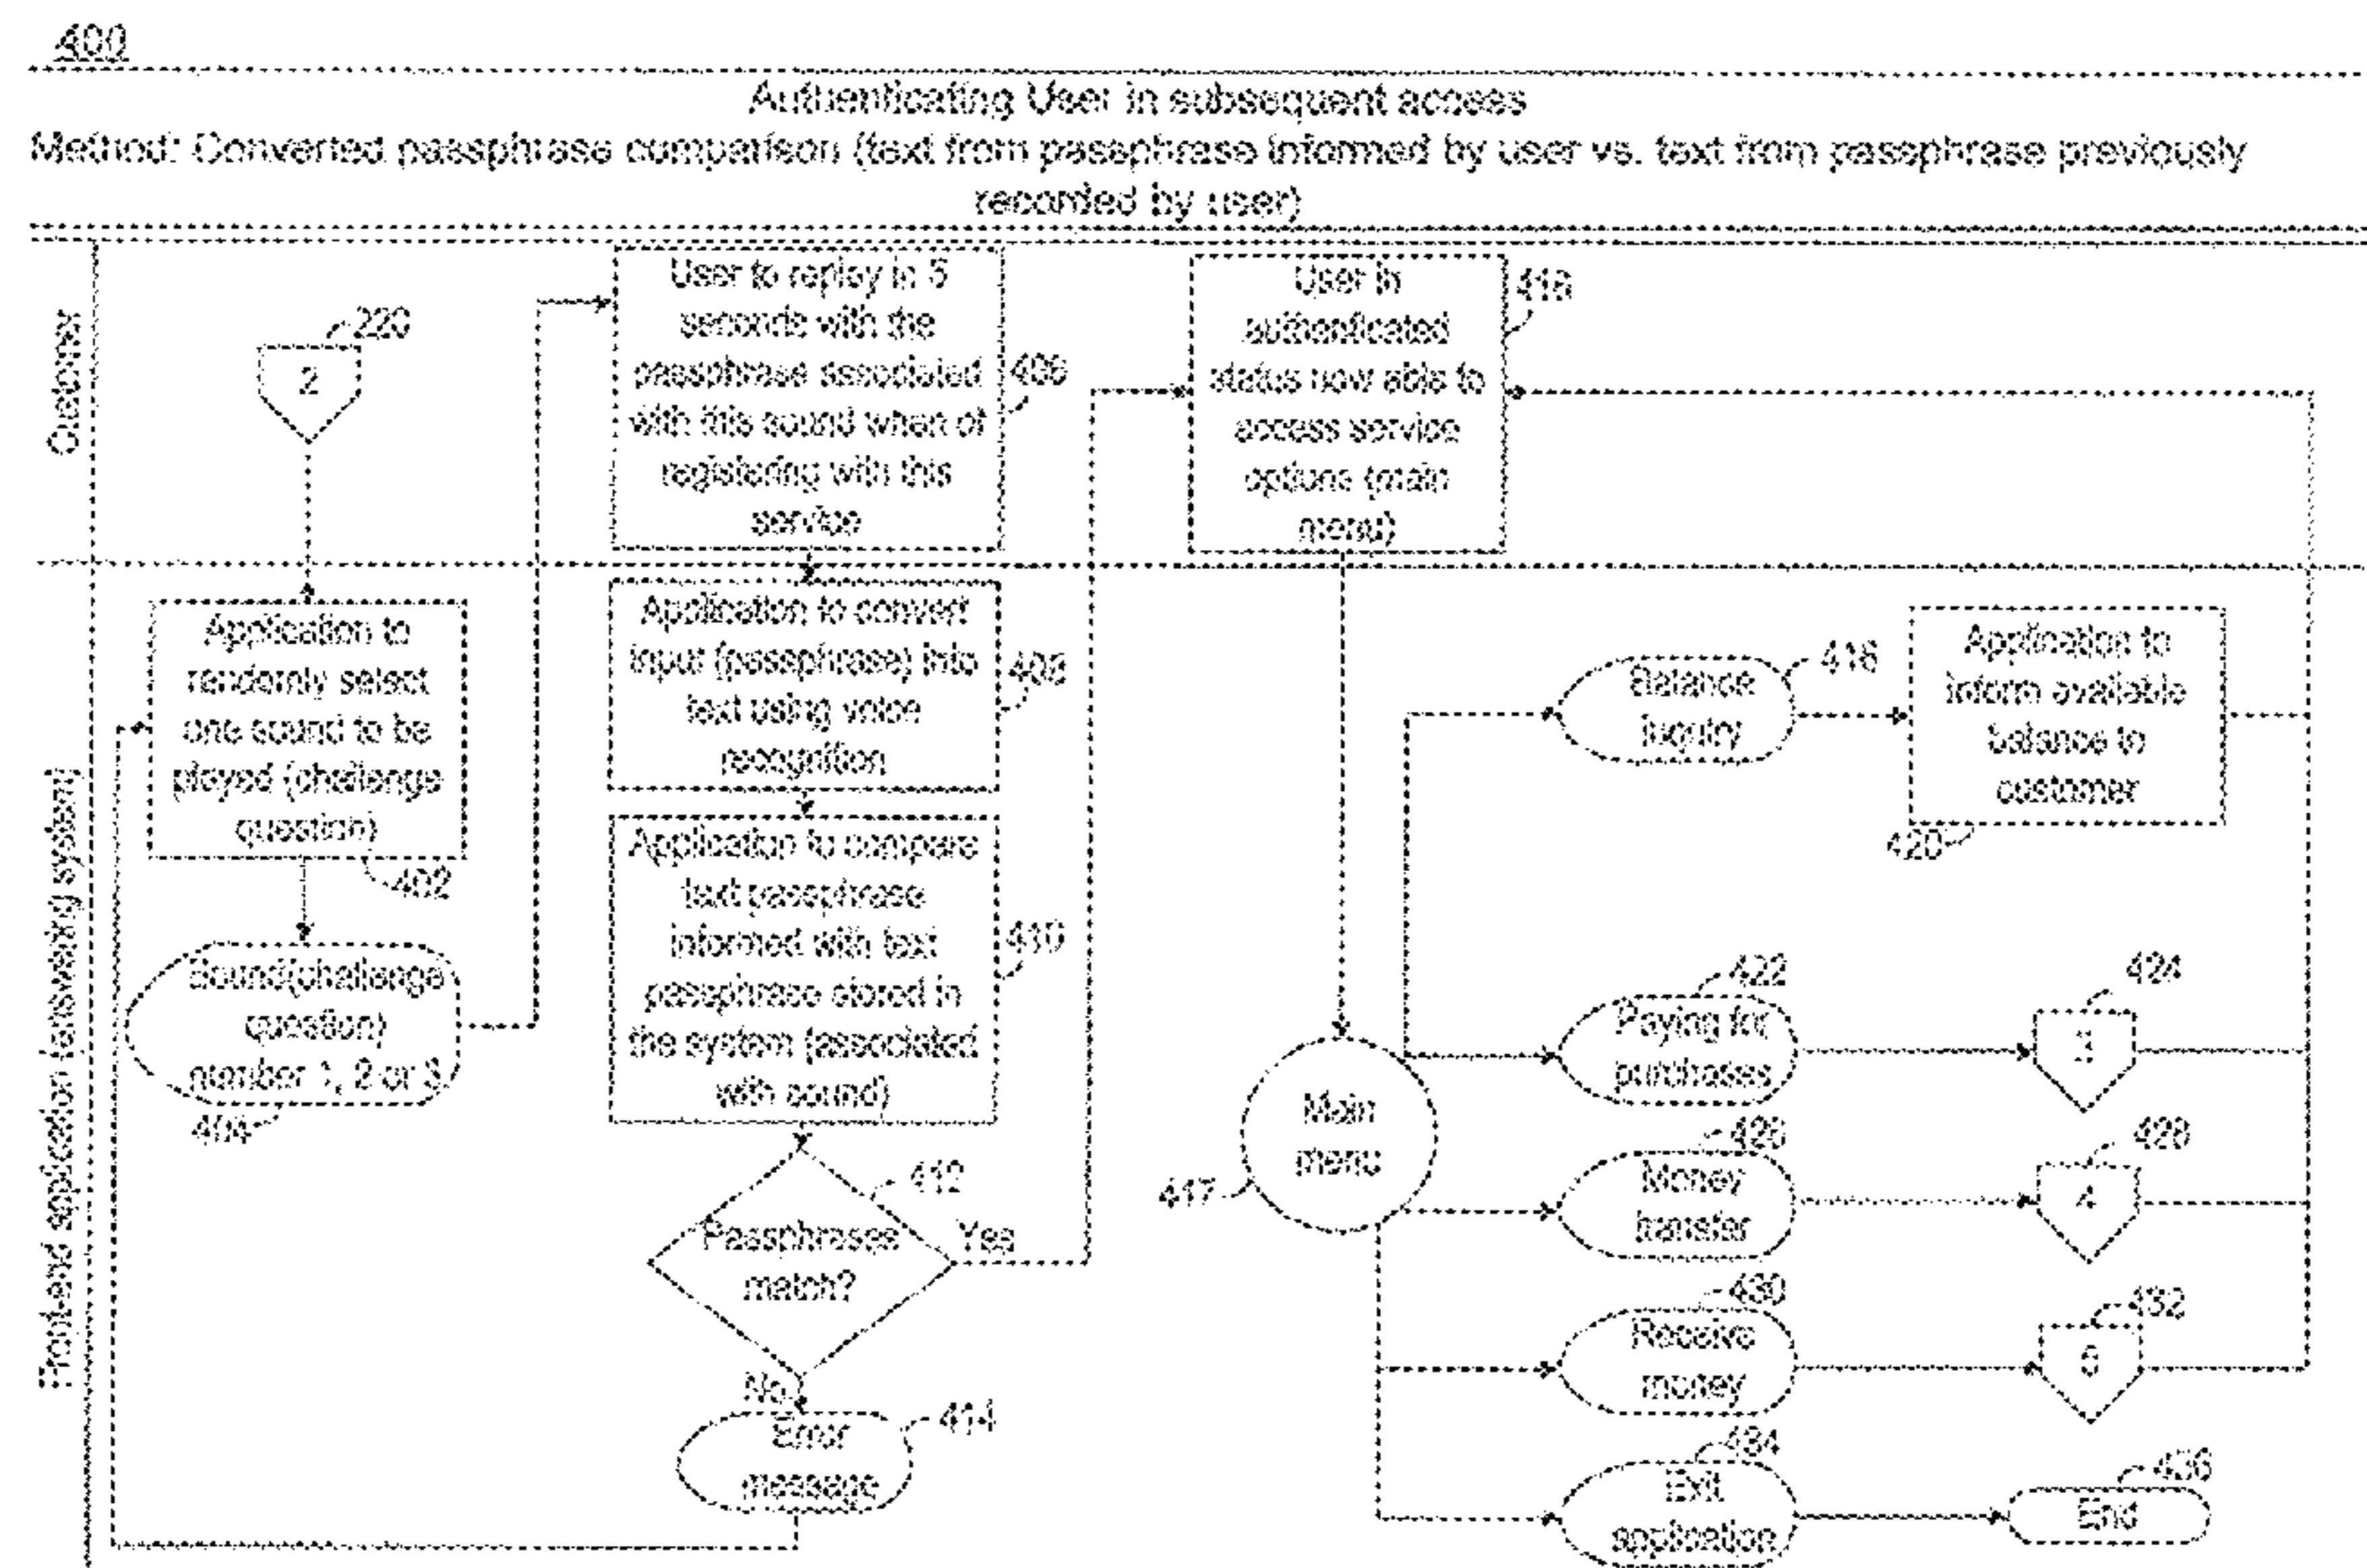 400
Authenticating User in subsequent access
Method: Converted passphrase comparison (text from passphrase informed by user vs. text from passphrase previously
recorded by user)
Customer
220
2
User to replay in 5
seconds with the
passphrase associated
with this sound when of
registering with this
service
406
User in
authenticated
status now able to
access service
options (main
menu)
416
Front-end application (answering system)
Application to
randomly select
one sound to be
played (challenge
question)
402
Sound(challenge
question)
number 1, 2 or 3
404
Application to convert
input (passphrase) into
text using voice
recognition
408
Application to compare
text passphrase
informed with text
passphrase stored in
the system (associated
with sound)
410
Passphrases
match?
412
Yes
No
Error
message
414
Main
menu
417
Balance
inquiry
418
Application to
inform available
balance to
customer
420
Paying for
purchases
422
3
424
Money
transfer
4
428
Receive
money
430
432
Exit
application
434
End
436